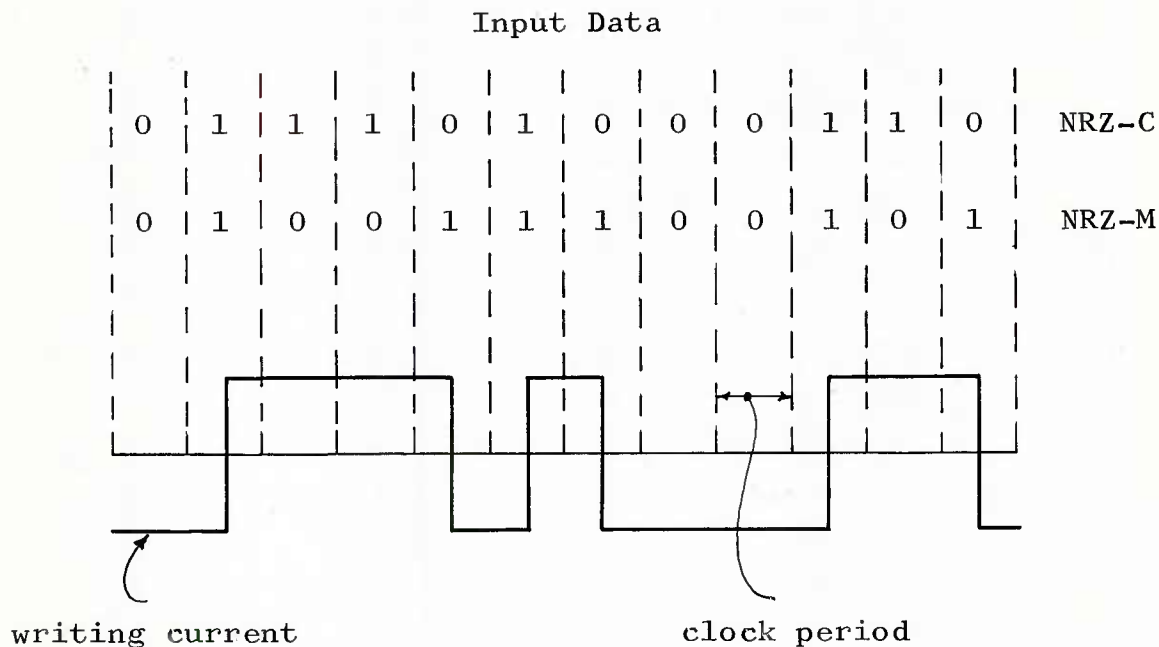 Input Data
0 1 1 1 0 1 0 0 0 1 1 0 NRZ-C
0 1 0 0 1 1 1 0 0 1 0 1 NRZ-M
writing current clock period